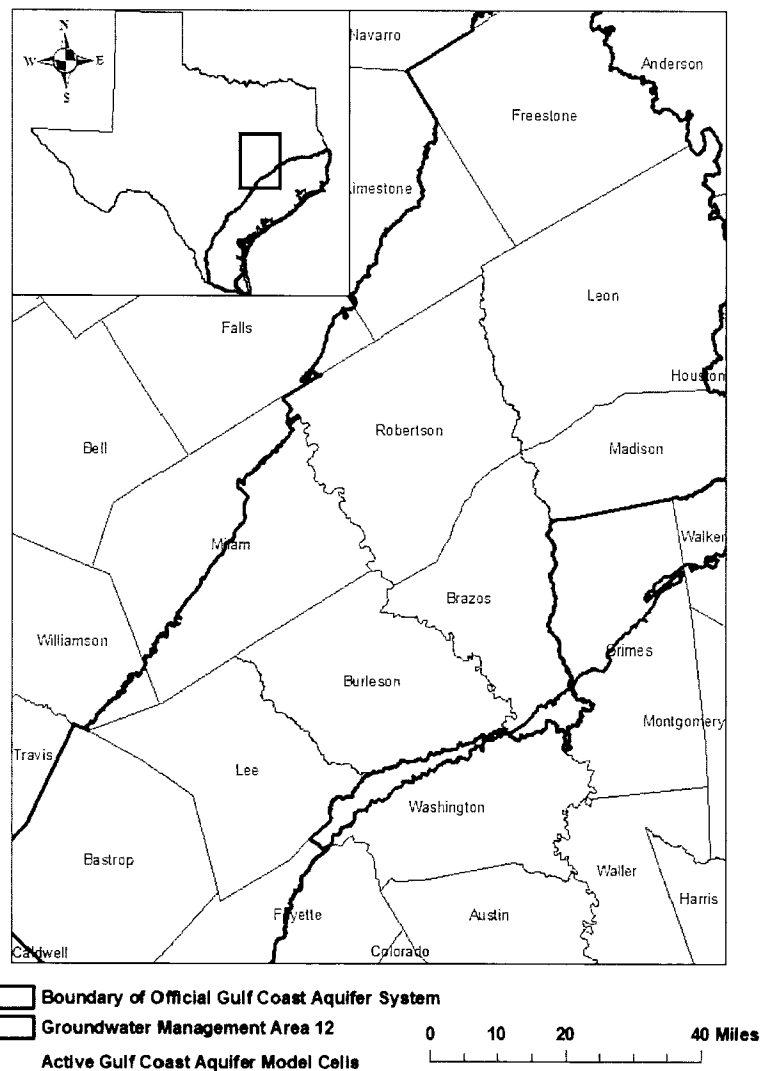 N
W E
S
Navarro
Anderson
Freestone
Limestone
Leon
Falls
Houston
Robertson
Bell
Madison
Milam
Walker
Brazos
Williamson
Grimes
Burleson
Montgomery
Travis
Lee
Washington
Bastrop
Waller
Harris
Fayette
Austin
Caldwell
Colorado
Boundary of Official Gulf Coast Aquifer System
Groundwater Management Area 12
0 10 20 40 Miles
Active Gulf Coast Aquifer Model Cells